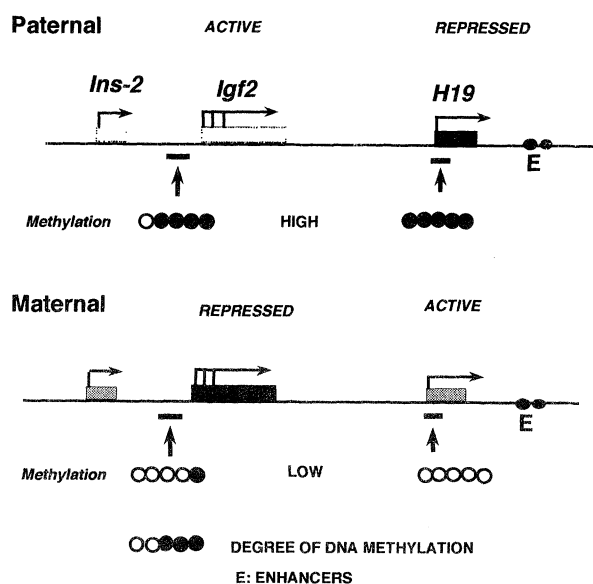 Paternal ACTIVE REPRESSED
Ins-2 Igf2 H19
E
Methylation HIGH
Maternal REPRESSED ACTIVE
E
Methylation LOW
DEGREE OF DNA METHYLATION
E: ENHANCERS